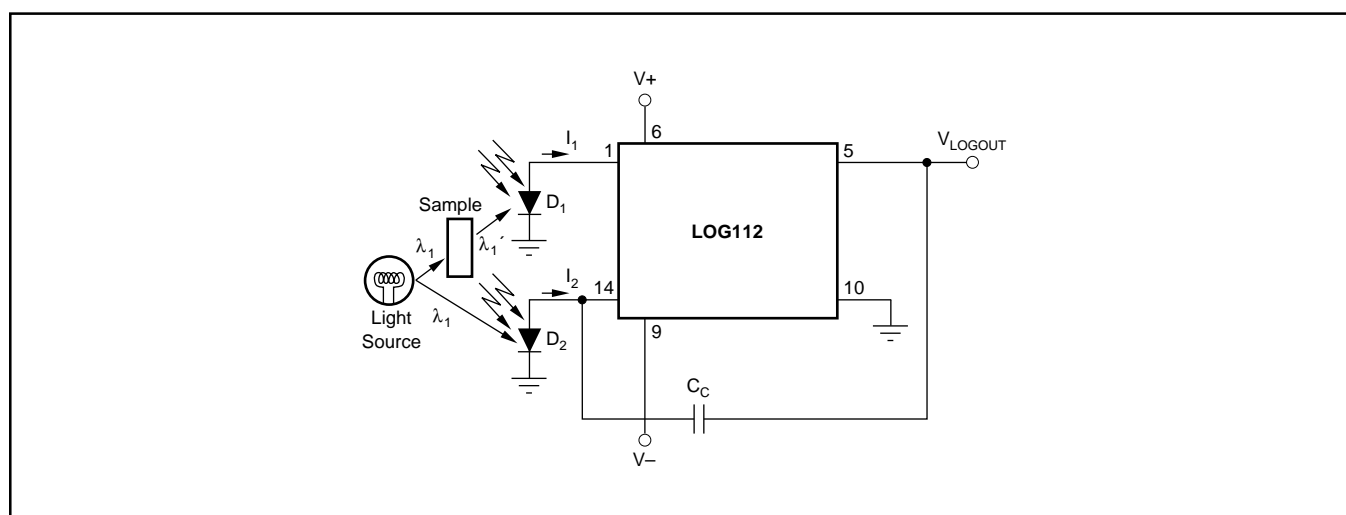 V+
6
I1
1
5
VLOGOUT
D1
Sample
λ1
λ1´
LOG112
I2
14
10
λ1
Light
Source
D2
9
CC
V–